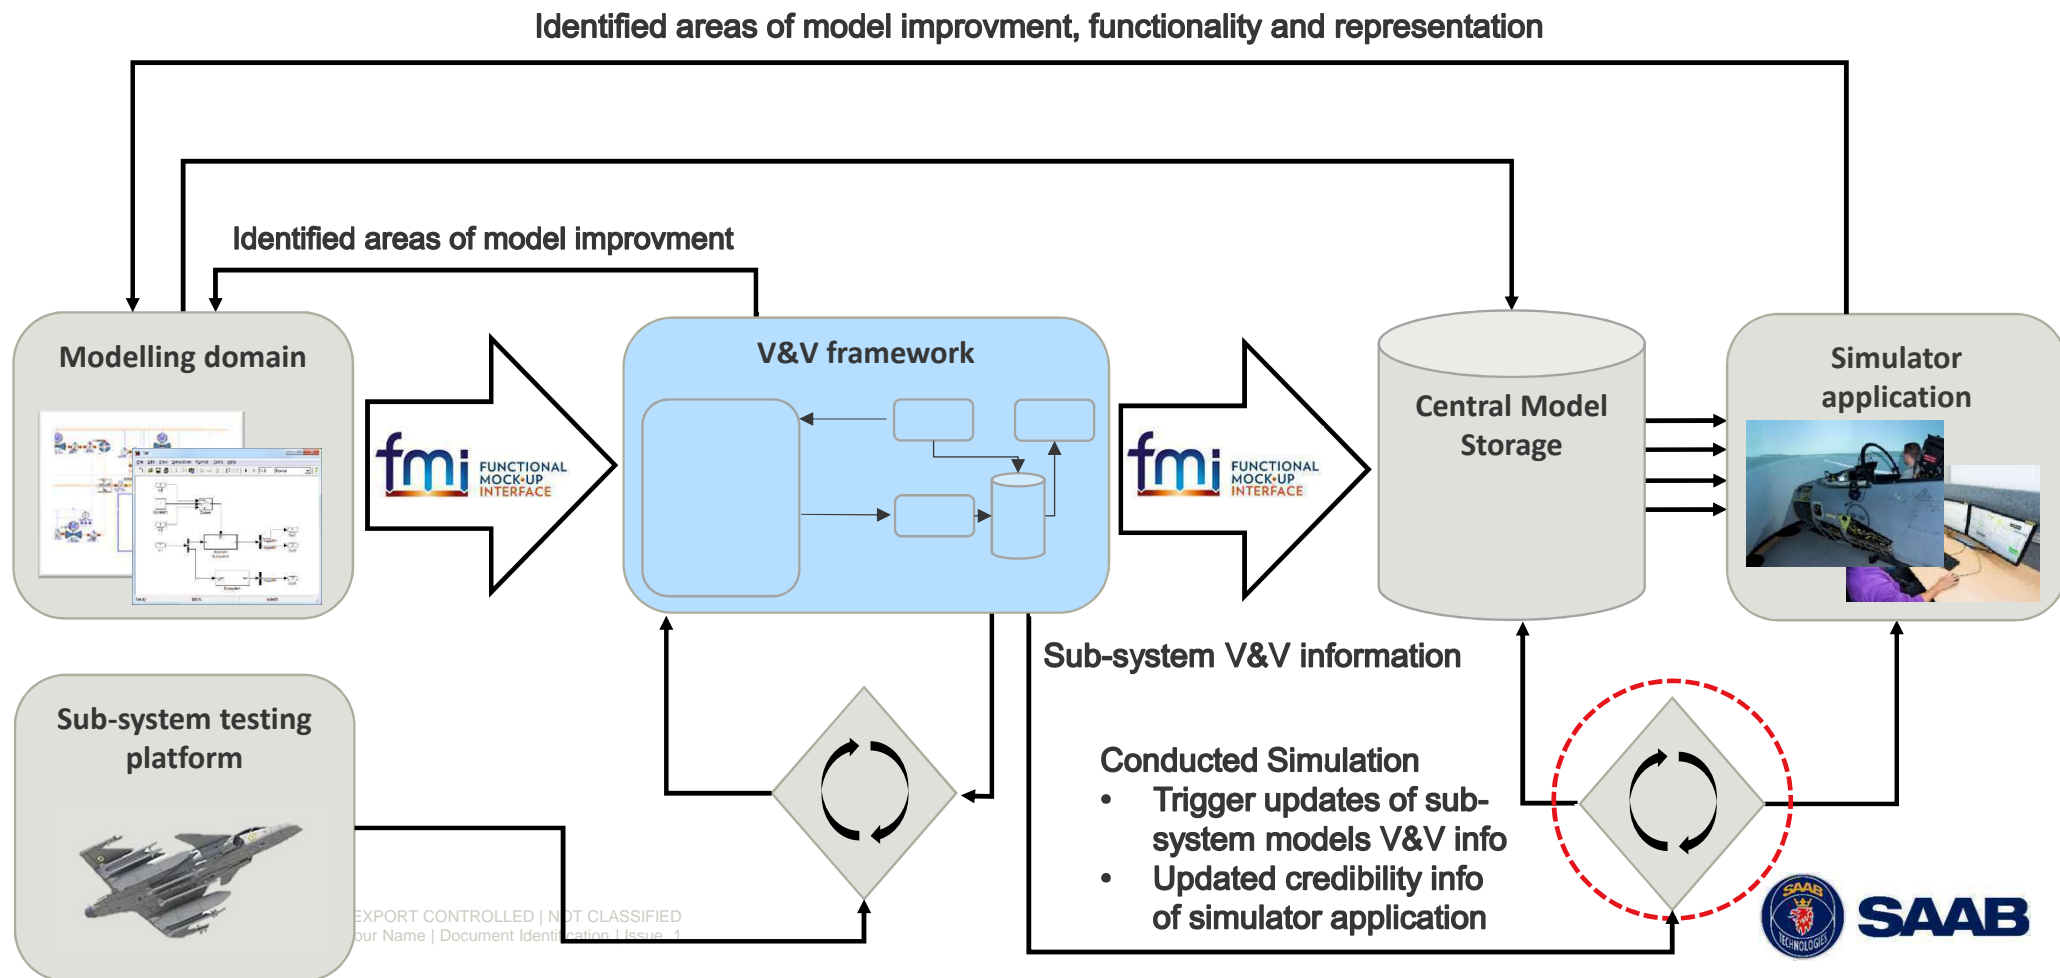 Identified areas of model improvment, functionality and representation
Identified areas of model improvment
Modelling domain
V&V framework
Central Model
Storage
Simulator
application
fmi FUNCTIONAL
MOCK-UP
INTERFACE
fmi FUNCTIONAL
MOCK-UP
INTERFACE
Sub-system V&V information
Sub-system testing
platform
Conducted Simulation
• Trigger updates of sub-
system models V&V info
• Updated credibility info
of simulator application
EXPORT CONTROLLED | NOT CLASSIFIED
our Name | Document Identification | Issue 1
SAAB
TECHNOLOGIES
SAAB